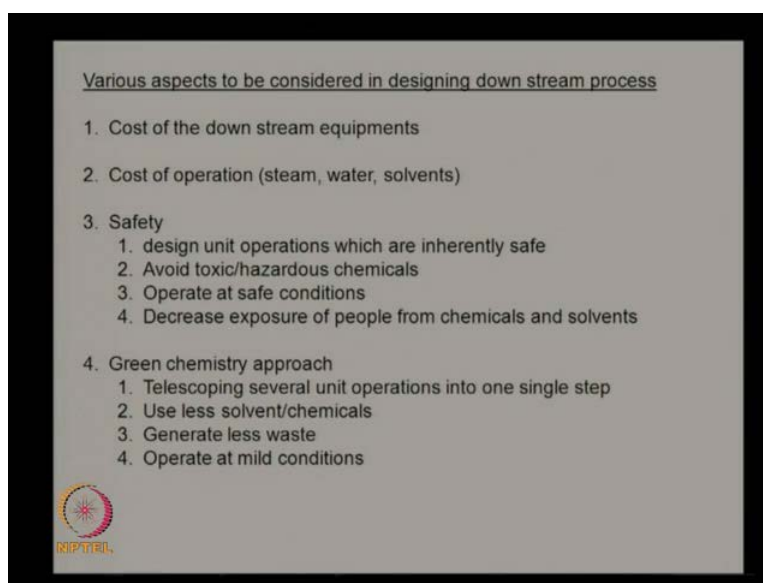 Various aspects to be considered in designing down stream process
1. Cost of the down stream equipments
2. Cost of operation (steam, water, solvents)
3. Safety
1. design unit operations which are inherently safe
2. Avoid toxic/hazardous chemicals
3. Operate at safe conditions
4. Decrease exposure of people from chemicals and solvents
4. Green chemistry approach
1. Telescoping several unit operations into one single step
2. Use less solvent/chemicals
3. Generate less waste
4. Operate at mild conditions
NPTEL